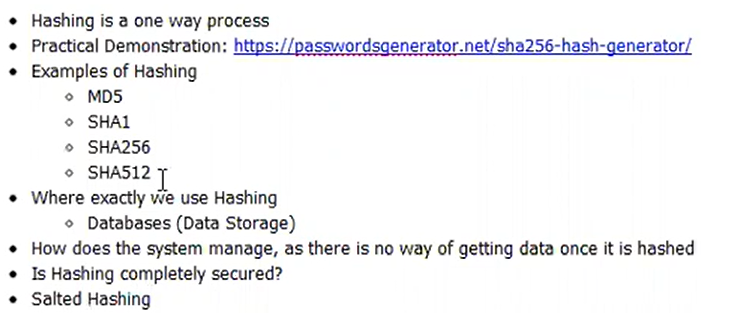 Hashing is a one way process
Practical Demonstration: https://passwordsgenerator.net/sha256-hash-generator/
Examples of Hashing
MD5
SHA1
SHA256
SHA512
Where exactly we use Hashing
Databases (Data Storage)
How does the system manage, as there is no way of getting data once it is hashed
Is Hashing completely secured?
Salted Hashing